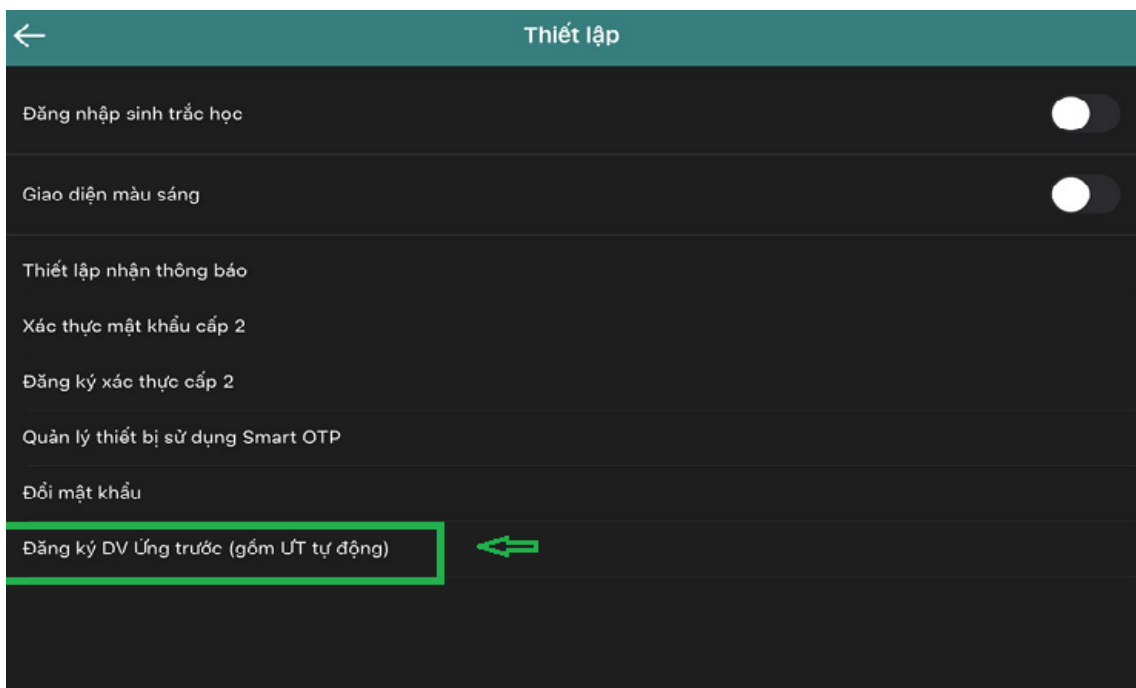 Thiết lập
Đăng nhập sinh trắc học
Giao diện màu sáng
Thiết lập nhận thông báo
Xác thực mật khẩu cấp 2
Đăng ký xác thực cấp 2
Quản lý thiết bị sử dụng Smart OTP
Đổi mật khẩu
Đăng ký DV Ứng trước (gồm ƯT tự động)